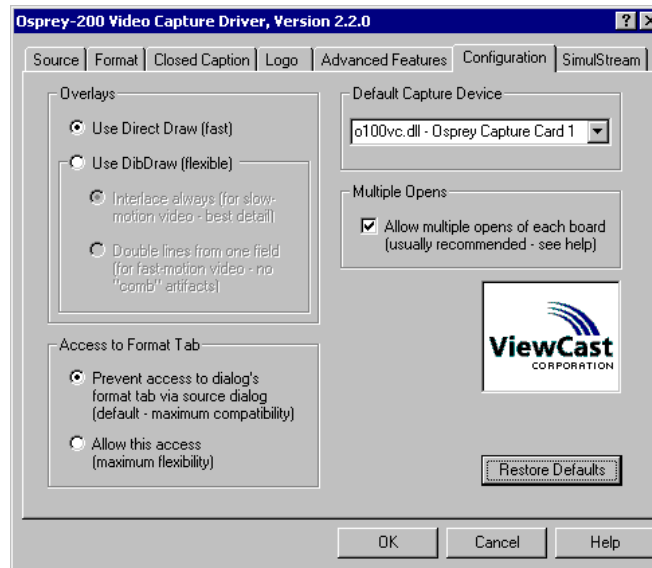 Osprey-200 Video Capture Driver, Version 2.2.0
Source
Format
Closed Caption
Logo
Advanced Features
Configuration
SimulStream
Overlays
Use Direct Draw (fast)
Use DibDraw (flexible)
Interlace always (for slow-
motion video - best detail)
Double lines from one field
(for fast-motion video - no
"comb" artifacts)
Access to Format Tab
Prevent access to dialog's
format tab via source dialog
(default - maximum compatibility)
Allow this access
(maximum flexibility)
Default Capture Device
o100vc.dll - Osprey Capture Card 1
Multiple Opens
Allow multiple opens of each board
(usually recommended - see help)
ViewCast
CORPORATION
Restore Defaults
OK
Cancel
Help